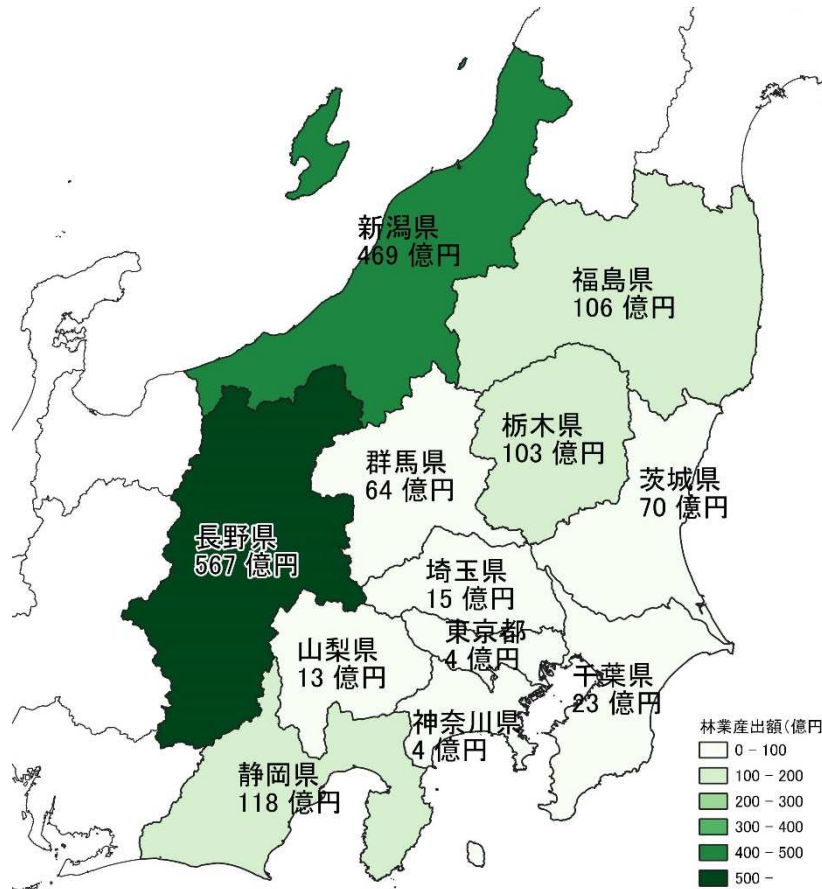 新潟県
469 億円
福島県
106 億円
栃木県
103 億円
群馬県
64 億円
茨城県
70 億円
長野県
567 億円
埼玉県
15 億円
東京都
4 億円
山梨県
13 億円
千葉県
23 億円
神奈川県
4 億円
静岡県
118 億円
林業産出額(億円
0 - 100
100 - 200
200 - 300
300 - 400
400 - 500
500 -